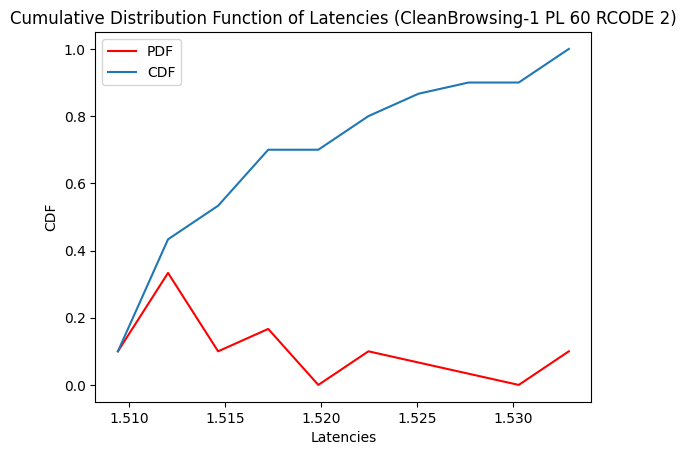 Cumulative Distribution Function of Latencies (CleanBrowsing-1 PL 60 RCODE 2)
PDF
CDF
1.0
0.8
0.6
0.4
0.2
0.0
CDF
1.510 1.515 1.520 1.525 1.530
Latencies